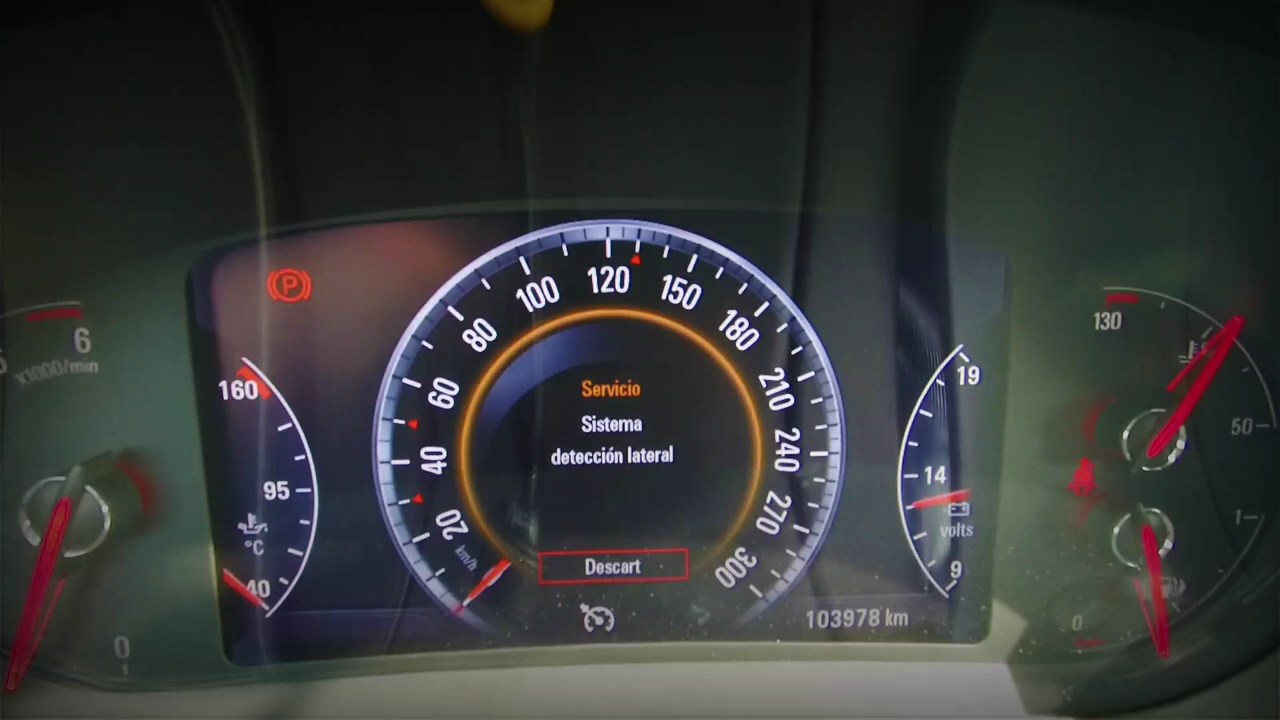 6
x1000/min
0
160
95
°C
40
P
20
40
60
80
100
120
150
180
210
240
270
300
km/h
Servicio
Sistema
detección lateral
Descart
103978 km
19
14
volts
9
130
50
1
0